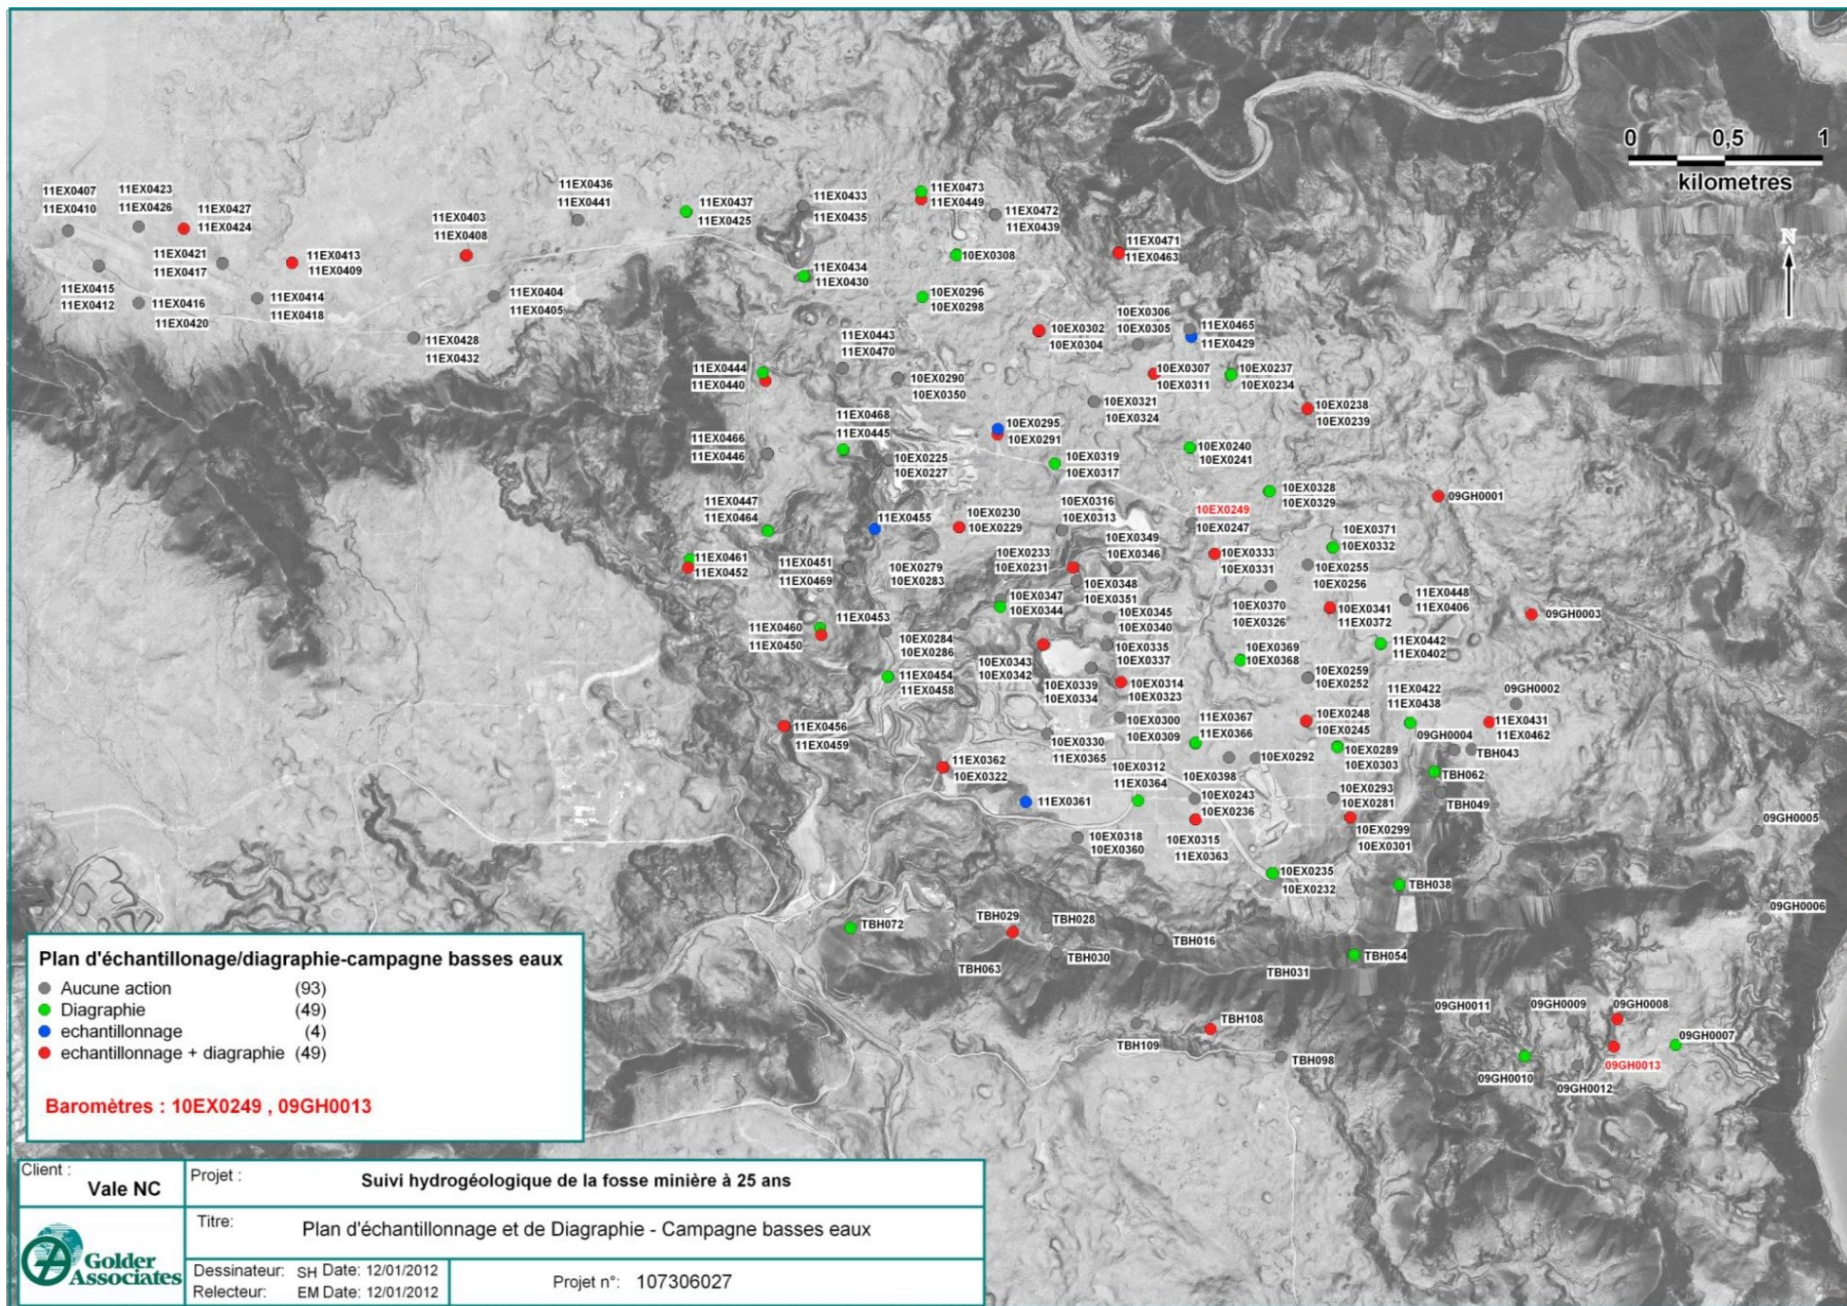 0 0,5 1
kilometres
N
11EX0407
11EX0410
11EX0423
11EX0426
11EX0427
11EX0424
11EX0421
11EX0417
11EX0413
11EX0409
11EX0415
11EX0412
11EX0416
11EX0420
11EX0414
11EX0418
11EX0403
11EX0408
11EX0404
11EX0405
11EX0428
11EX0432
11EX0436
11EX0441
11EX0437
11EX0425
11EX0433
11EX0435
11EX0434
11EX0430
11EX0473
11EX0449
11EX0472
11EX0439
10EX0308
10EX0296
10EX0298
11EX0471
11EX0463
10EX0302
10EX0304
10EX0306
10EX0305
11EX0465
11EX0429
10EX0307
10EX0311
10EX0237
10EX0234
10EX0238
10EX0239
10EX0321
10EX0324
11EX0443
11EX0470
11EX0444
11EX0440
10EX0290
10EX0350
11EX0468
11EX0445
10EX0295
10EX0291
11EX0466
11EX0446
10EX0225
10EX0227
10EX0319
10EX0317
10EX0240
10EX0241
10EX0328
10EX0329
09GH0001
11EX0447
11EX0464
11EX0455
10EX0230
10EX0229
10EX0316
10EX0313
10EX0249
10EX0247
10EX0371
10EX0332
11EX0461
11EX0452
11EX0451
11EX0469
10EX0279
10EX0283
10EX0233
10EX0231
10EX0349
10EX0346
10EX0333
10EX0331
10EX0255
10EX0256
10EX0348
10EX0351
10EX0347
10EX0344
10EX0345
10EX0340
10EX0370
10EX0326
10EX0341
11EX0372
11EX0448
11EX0406
09GH0003
11EX0460
11EX0450
11EX0453
10EX0284
10EX0286
10EX0343
10EX0342
10EX0335
10EX0337
10EX0369
10EX0368
11EX0442
11EX0402
11EX0454
11EX0458
10EX0339
10EX0334
10EX0314
10EX0323
10EX0259
10EX0252
11EX0422
11EX0438
09GH0002
11EX0456
11EX0459
10EX0330
11EX0365
10EX0300
10EX0309
11EX0367
11EX0366
10EX0248
10EX0245
09GH0004
11EX0431
11EX0462
TBH043
10EX0292
10EX0289
10EX0303
TBH062
TBH049
11EX0362
10EX0322
11EX0361
10EX0312
11EX0364
10EX0398
10EX0243
10EX0236
10EX0293
10EX0281
10EX0299
10EX0301
09GH0005
10EX0318
10EX0360
10EX0315
11EX0363
10EX0235
10EX0232
TBH038
09GH0006
TBH072
TBH029
TBH028
TBH063
TBH030
TBH016
TBH031
TBH054
TBH108
TBH109
TBH098
09GH0011
09GH0009
09GH0008
09GH0007
09GH0010
09GH0012
09GH0013
Plan d'échantillonage/diagraphie-campagne basses eaux
Aucune action (93)
Diagraphie (49)
echantillonnage (4)
echantillonnage + diagraphie (49)
Baromètres : 10EX0249 , 09GH0013
Client :
Vale NC
Projet :
Suivi hydrogéologique de la fosse minière à 25 ans
Titre:
Plan d'échantillonnage et de Diagraphie - Campagne basses eaux
Golder
Associates
Dessinateur: SH Date: 12/01/2012
Relecteur: EM Date: 12/01/2012
Projet n°: 107306027